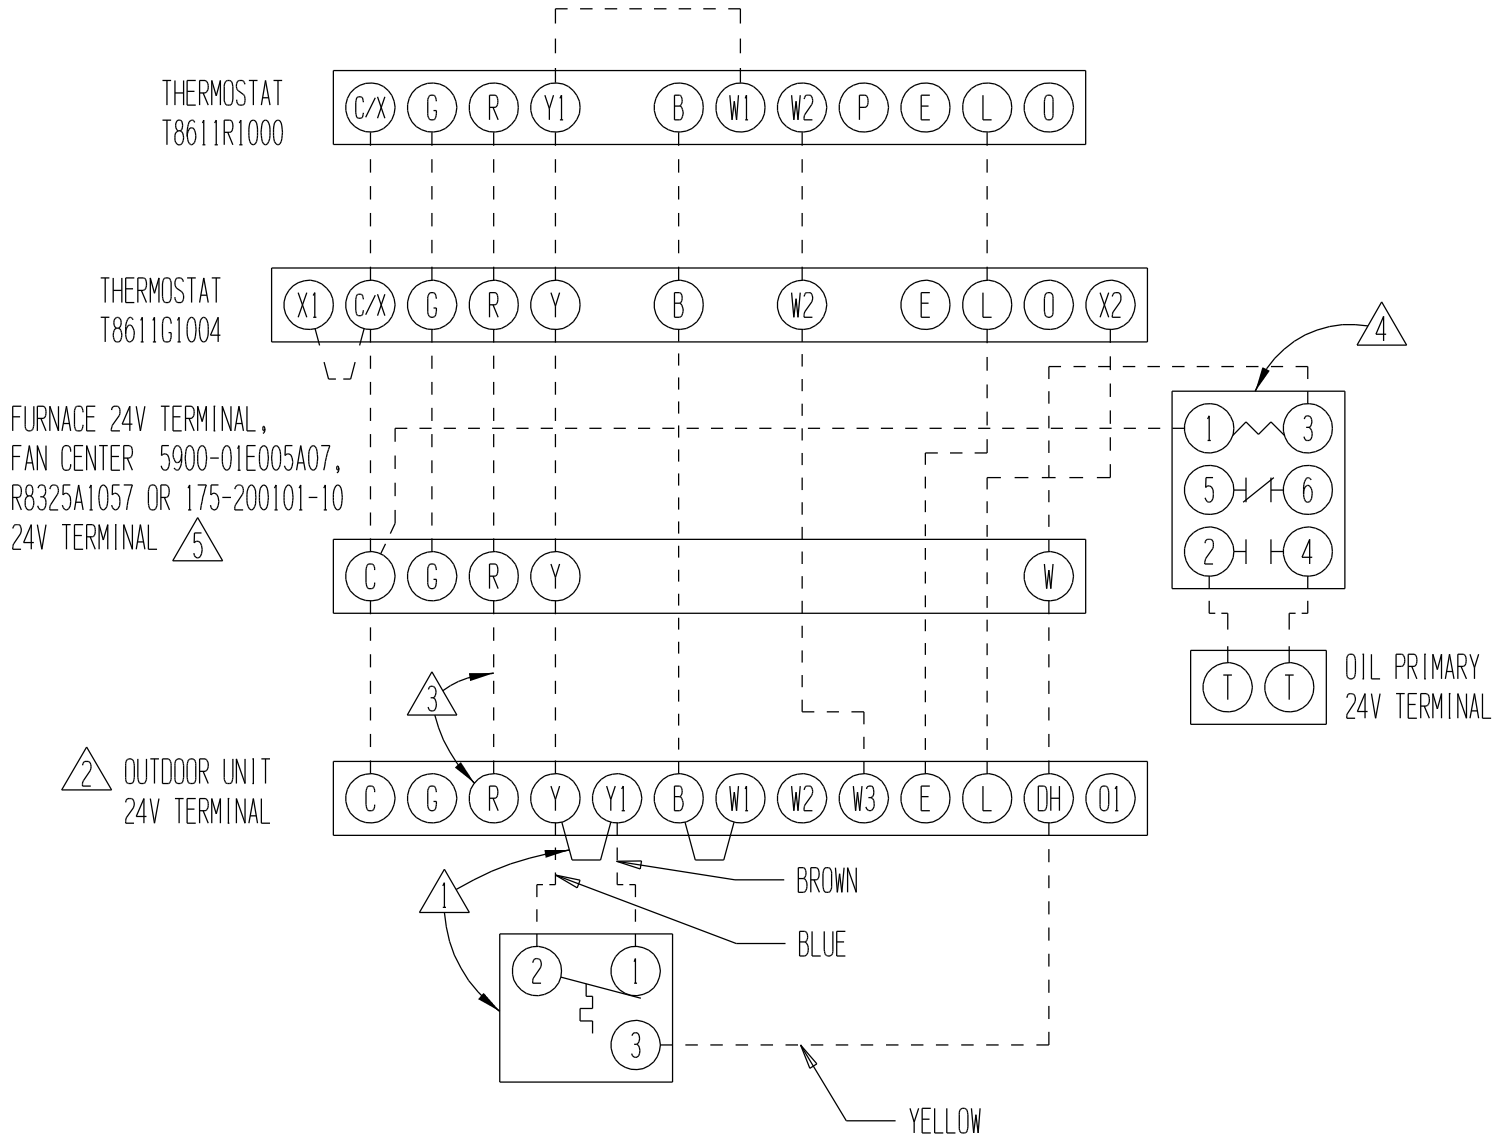 THERMOSTAT
T8611R1000
C/X G R Y1 B W1 W2 P E L O
THERMOSTAT
T8611G1004
X1 C/X G R Y B W2 E L O X2
4
FURNACE 24V TERMINAL,
FAN CENTER 5900-01E005A07,
R8325A1057 OR 175-200101-10
24V TERMINAL 5
1 3
5 6
2 4
C G R Y W
T T
OIL PRIMARY
24V TERMINAL
3
2 OUTDOOR UNIT
24V TERMINAL
C G R Y Y1 B W1 W2 W3 E L DH O1
1
BROWN
BLUE
2 1
3
YELLOW